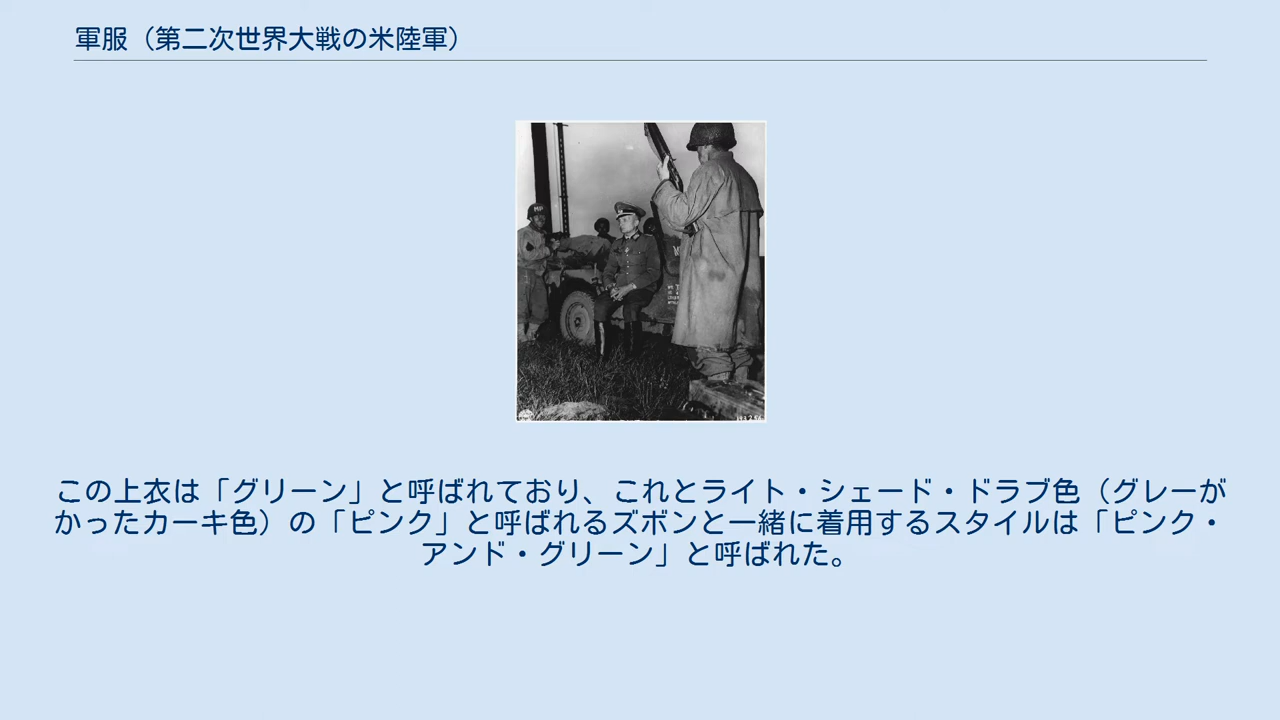 軍服（第二次世界大戦の米陸軍）
MP
この上衣は「グリーン」と呼ばれており、これとライト・シェード・ドラブ色（グレーが
かったカーキ色）の「ピンク」と呼ばれるズボンと一緒に着用するスタイルは「ピンク・
アンド・グリーン」と呼ばれた。